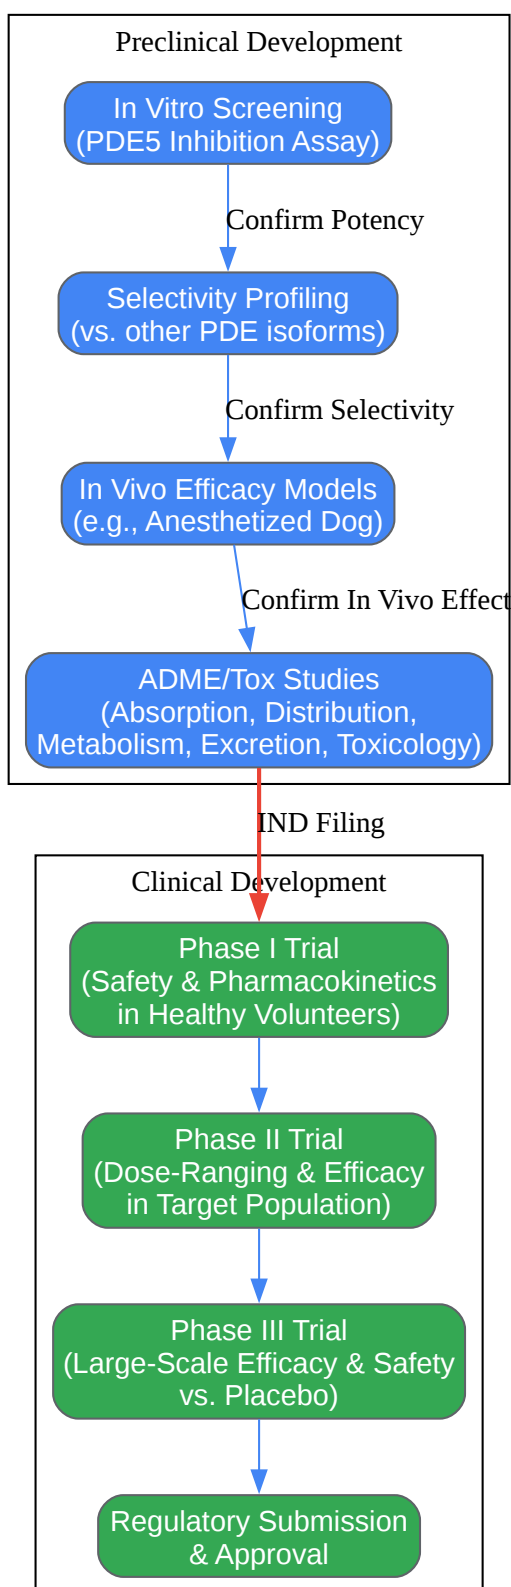 Preclinical Development
In Vitro Screening
(PDE5 Inhibition Assay)
Confirm Potency
Selectivity Profiling
(vs. other PDE isoforms)
Confirm Selectivity
In Vivo Efficacy Models
(e.g., Anesthetized Dog)
Confirm In Vivo Effect
ADME/Tox Studies
(Absorption, Distribution,
Metabolism, Excretion, Toxicology)
IND Filing
Clinical Development
Phase I Trial
(Safety & Pharmacokinetics
in Healthy Volunteers)
Phase II Trial
(Dose-Ranging & Efficacy
in Target Population)
Phase III Trial
(Large-Scale Efficacy & Safety
vs. Placebo)
Regulatory Submission
& Approval